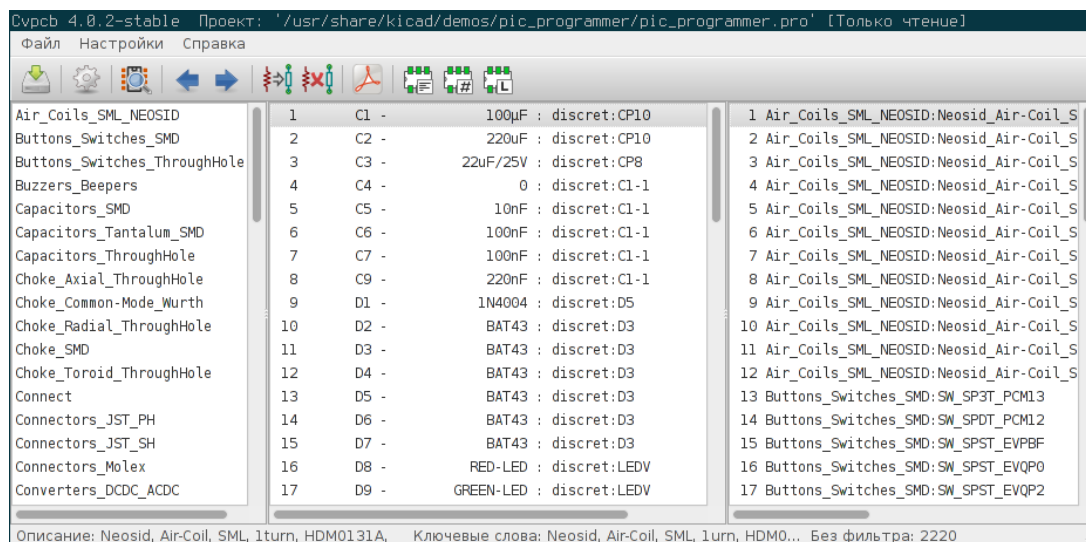 Cvpcb 4.0.2-stable Проект: '/usr/share/kicad/demos/pic_programmer/pic_programmer.pro' [Только чтение]
Файл Настройки Справка
Air_Coils_SML_NEOSID
Buttons_Switches_SMD
Buttons_Switches_ThroughHole
Buzzers_Beepers
Capacitors_SMD
Capacitors_Tantalum_SMD
Capacitors_ThroughHole
Choke_Axial_ThroughHole
Choke_Common-Mode_Wurth
Choke_Radial_ThroughHole
Choke_SMD
Choke_Toroid_ThroughHole
Connect
Connectors_JST_PH
Connectors_JST_SH
Connectors_Molex
Converters_DCDC_ACDC
1 C1 - 100µF : discret:CP10
2 C2 - 220uF : discret:CP10
3 C3 - 22uF/25V : discret:CP8
4 C4 - 0 : discret:C1-1
5 C5 - 10nF : discret:C1-1
6 C6 - 100nF : discret:C1-1
7 C7 - 100nF : discret:C1-1
8 C9 - 220nF : discret:C1-1
9 D1 - 1N4004 : discret:D5
10 D2 - BAT43 : discret:D3
11 D3 - BAT43 : discret:D3
12 D4 - BAT43 : discret:D3
13 D5 - BAT43 : discret:D3
14 D6 - BAT43 : discret:D3
15 D7 - BAT43 : discret:D3
16 D8 - RED-LED : discret:LEDV
17 D9 - GREEN-LED : discret:LEDV
1 Air_Coils_SML_NEOSID:Neosid_Air-Coil_S
2 Air_Coils_SML_NEOSID:Neosid_Air-Coil_S
3 Air_Coils_SML_NEOSID:Neosid_Air-Coil_S
4 Air_Coils_SML_NEOSID:Neosid_Air-Coil_S
5 Air_Coils_SML_NEOSID:Neosid_Air-Coil_S
6 Air_Coils_SML_NEOSID:Neosid_Air-Coil_S
7 Air_Coils_SML_NEOSID:Neosid_Air-Coil_S
8 Air_Coils_SML_NEOSID:Neosid_Air-Coil_S
9 Air_Coils_SML_NEOSID:Neosid_Air-Coil_S
10 Air_Coils_SML_NEOSID:Neosid_Air-Coil_S
11 Air_Coils_SML_NEOSID:Neosid_Air-Coil_S
12 Air_Coils_SML_NEOSID:Neosid_Air-Coil_S
13 Buttons_Switches_SMD:SW_SP3T_PCM13
14 Buttons_Switches_SMD:SW_SPDT_PCM12
15 Buttons_Switches_SMD:SW_SPST_EVPBF
16 Buttons_Switches_SMD:SW_SPST_EVQP0
17 Buttons_Switches_SMD:SW_SPST_EVQP2
Описание: Neosid, Air-Coil, SML, 1turn, HDM0131A, Ключевые слова: Neosid, Air-Coil, SML, 1urn, HDM0... Без фильтра: 2220